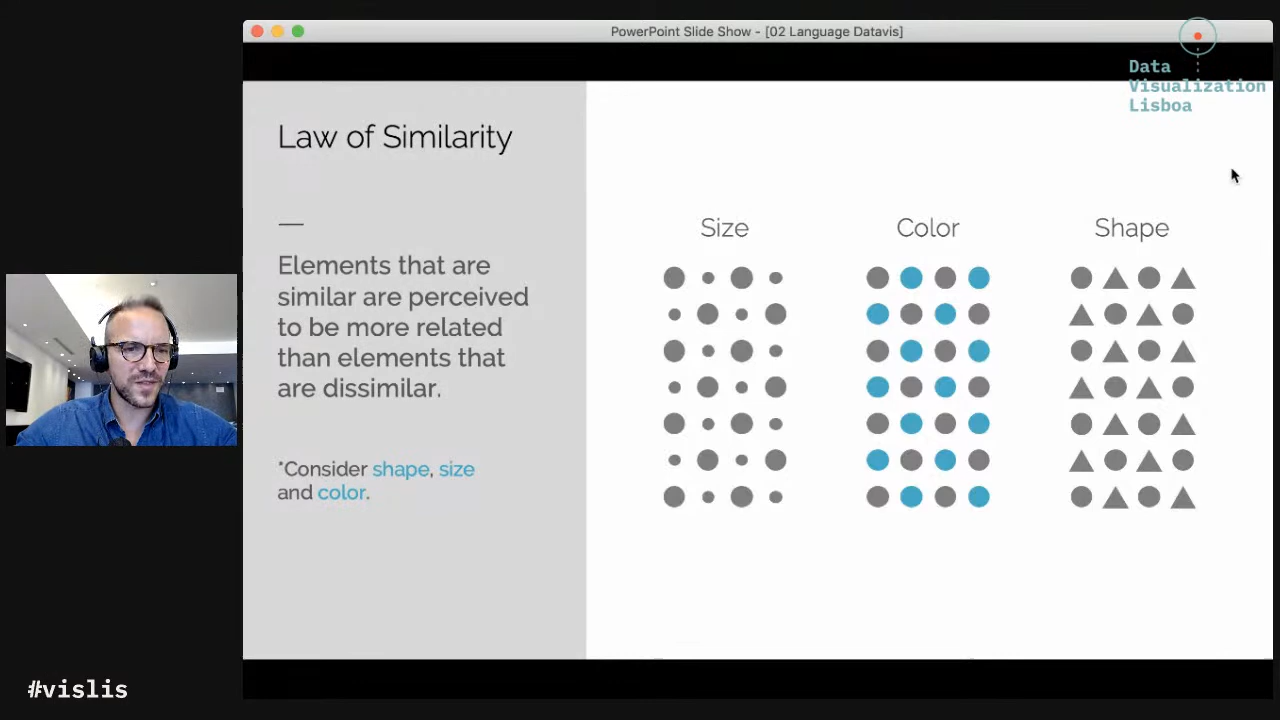 PowerPoint Slide Show - [02 Language Datavis]
Data
Visualization
Lisboa
Law of Similarity
Elements that are
similar are perceived
to be more related
than elements that
are dissimilar.
*Consider shape, size
and color.
Size
Color
Shape
#vislis